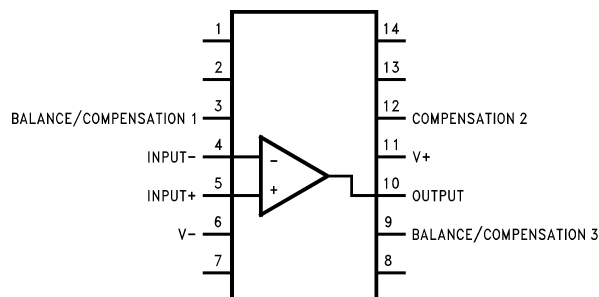 1 14
2 13
BALANCE/COMPENSATION 1 3 12 COMPENSATION 2
INPUT- 4 - 11 V+
INPUT+ 5 + 10 OUTPUT
V- 6 9 BALANCE/COMPENSATION 3
7 8